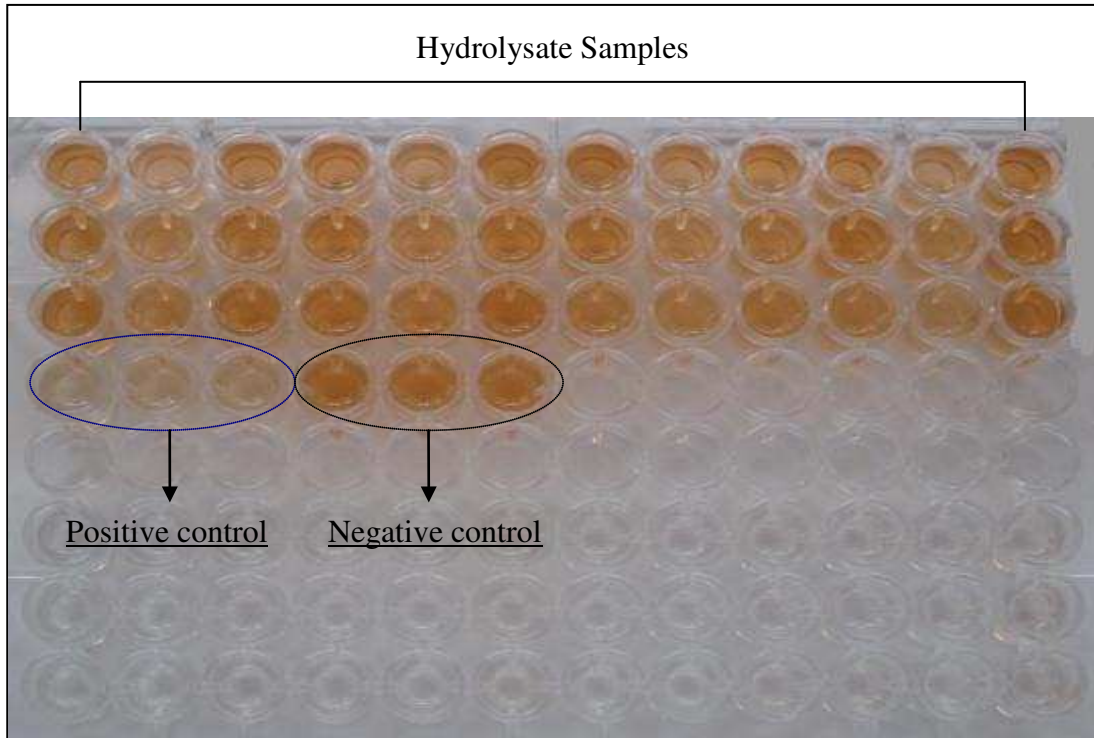 Hydrolysate Samples
Positive control
Negative control